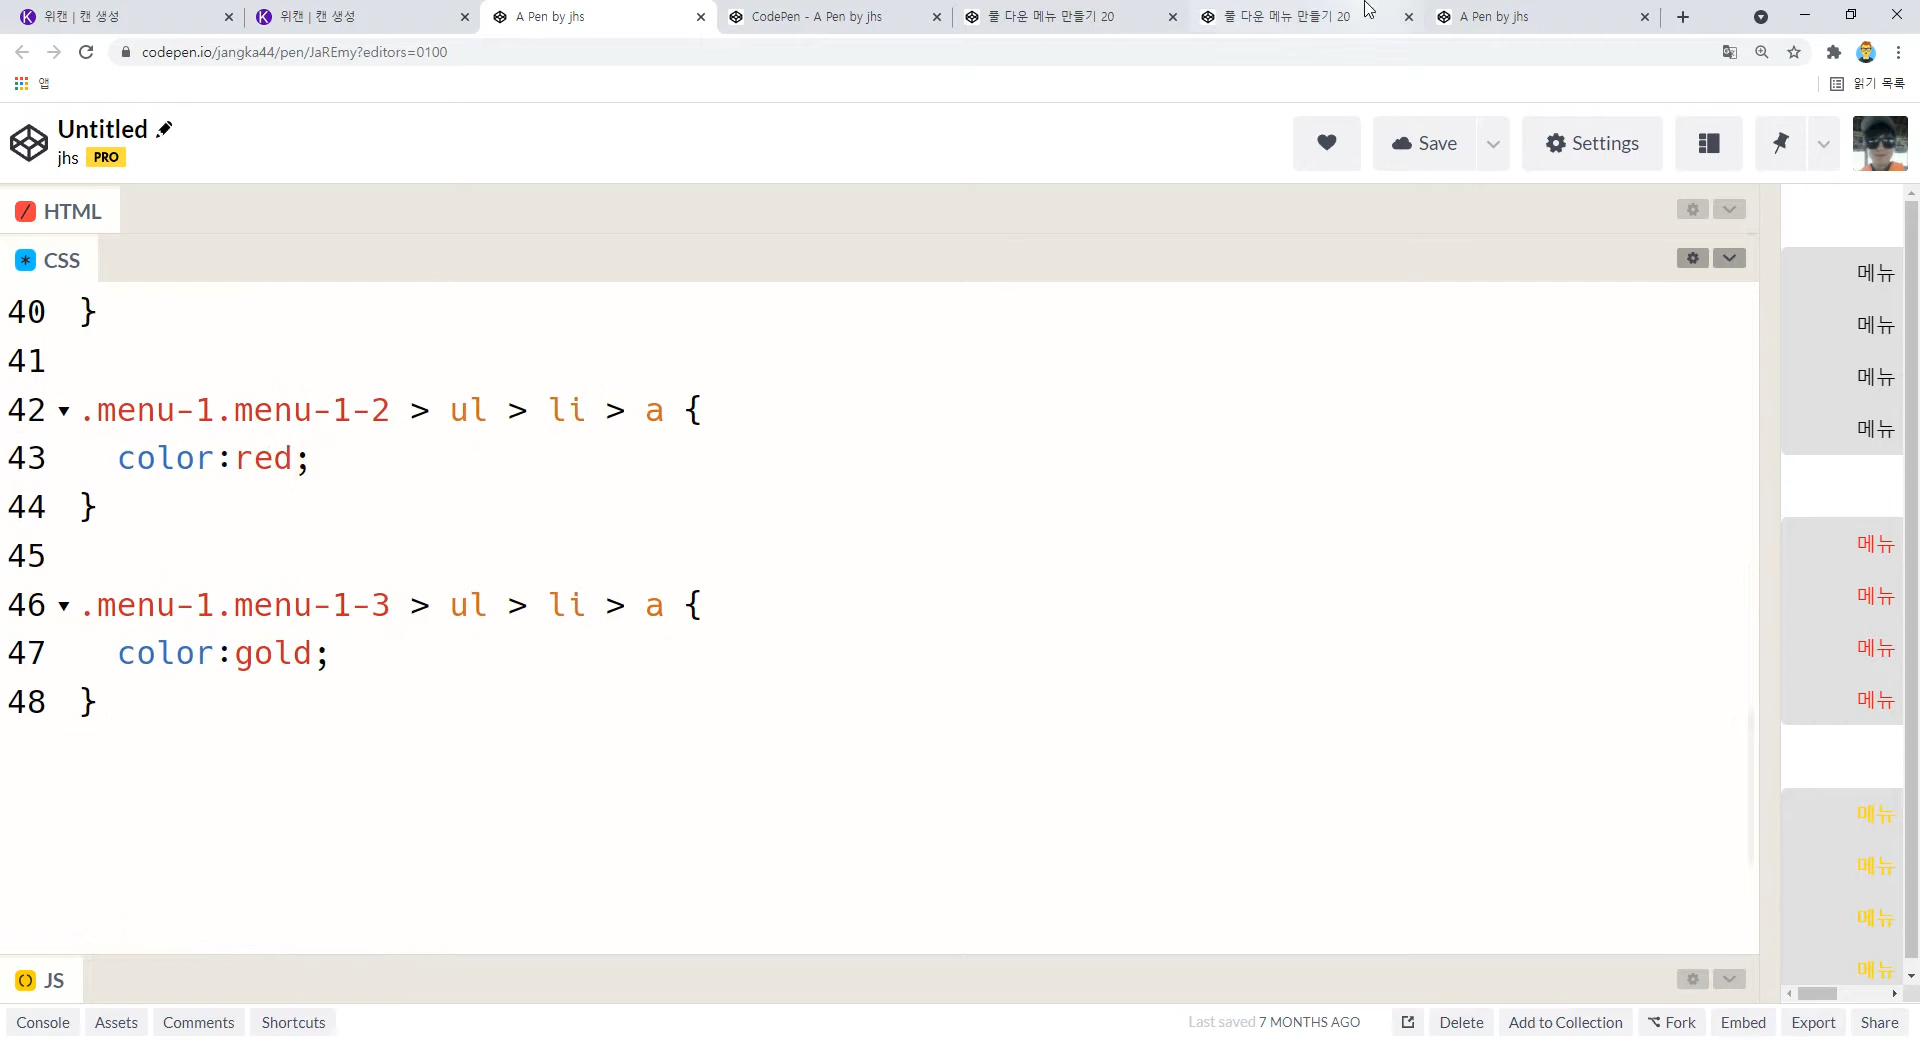 위캔 | 캔 생성
위캔 | 캔 생성
A Pen by jhs
CodePen - A Pen by jhs
풀 다운 메뉴 만들기 20
풀 다운 메뉴 만들기 20
A Pen by jhs
codepen.io/jangka44/pen/JaREmy?editors=0100
앱
읽기 목록
Untitled
jhs PRO
Save
Settings
HTML
CSS
40 }
41
42 .menu-1.menu-1-2 > ul > li > a {
43 color:red;
44 }
45
46 .menu-1.menu-1-3 > ul > li > a {
47 color:gold;
48 }
메뉴
메뉴
메뉴
메뉴
메뉴
메뉴
메뉴
메뉴
메뉴
메뉴
메뉴
메뉴
JS
Console
Assets
Comments
Shortcuts
Last saved 7 MONTHS AGO
Delete
Add to Collection
Fork
Embed
Export
Share